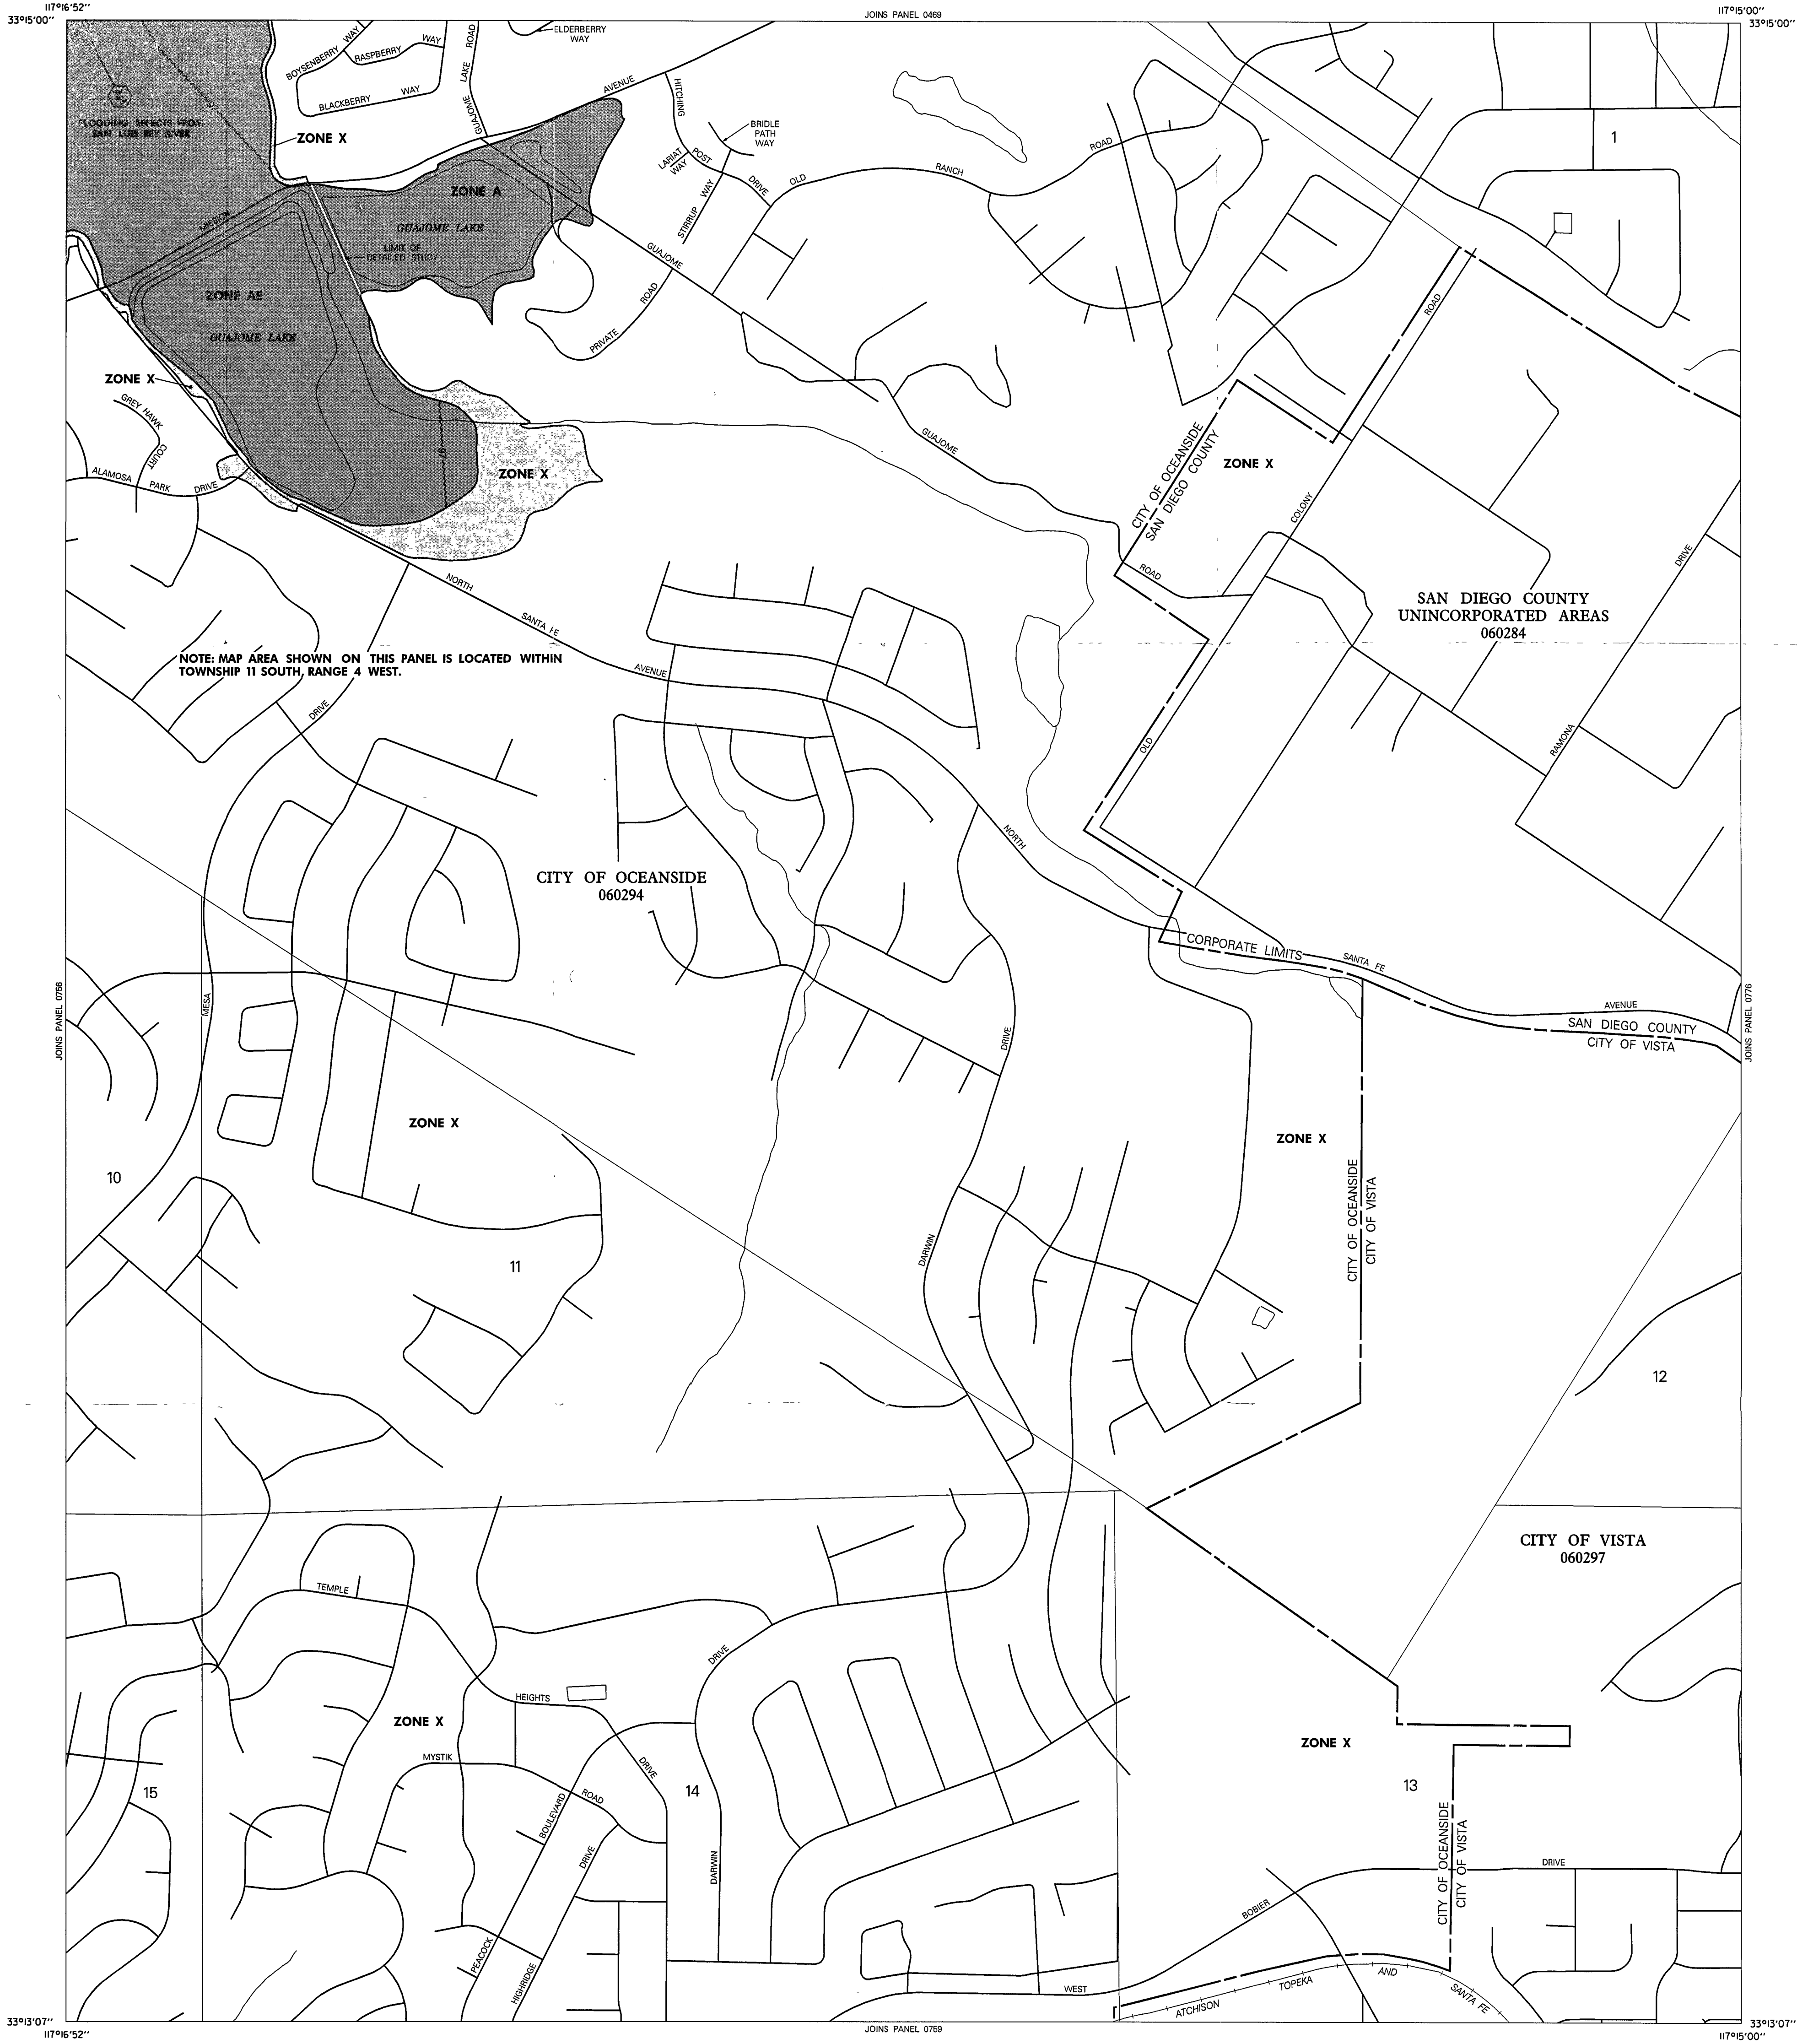 117°16'52"
33°15'00"
JOINS PANEL 0469
117°15'00"
33°15'00"
BOYSENBERRY WAY
RASPBERRY WAY
BLACKBERRY WAY
GUAJOME LAKE ROAD
ELDERBERRY
WAY
AVENUE
HITCHING
POST
DRIVE
LARIAT
WAY
BRIDLE
PATH
WAY
STIRRUP WAY
OLD
RANCH
ROAD
1
FLOODING EFFECTS FROM
SAN LUIS REY RIVER
ZONE X
ZONE A
GUAJOME LAKE
LIMIT OF
DETAILED STUDY
MISSION
ZONE AE
GUAJOME LAKE
GUAJOME
PRIVATE ROAD
ROAD
ZONE X
GREY HAWK
COURT
ALAMOSA PARK DRIVE
97
ZONE X
GUAJOME
ROAD
CITY OF OCEANSIDE
SAN DIEGO COUNTY
ZONE X
COLONY
OLD
DRIVE
RAMONA
SAN DIEGO COUNTY
UNINCORPORATED AREAS
060284
NORTH
SANTA FE
AVENUE
NOTE: MAP AREA SHOWN ON THIS PANEL IS LOCATED WITHIN
TOWNSHIP 11 SOUTH, RANGE 4 WEST.
DRIVE
MESA
CITY OF OCEANSIDE
060294
NORTH
CORPORATE LIMITS
SANTA FE
AVENUE
SAN DIEGO COUNTY
CITY OF VISTA
JOINS PANEL 0756
JOINS PANEL 0776
DRIVE
DARWIN
ZONE X
ZONE X
10
11
CITY OF OCEANSIDE
CITY OF VISTA
12
CITY OF VISTA
060297
TEMPLE
HEIGHTS
DRIVE
DRIVE
DARWIN
ZONE X
MYSTIK
ROAD
BOULEVARD
PEACOCK
DRIVE
HIGHRIDGE
15
14
ZONE X
13
CITY OF OCEANSIDE
CITY OF VISTA
DRIVE
BOBIER
WEST
ATCHISON
TOPEKA
AND
SANTA FE
33°13'07"
117°16'52"
JOINS PANEL 0759
33°13'07"
117°15'00"